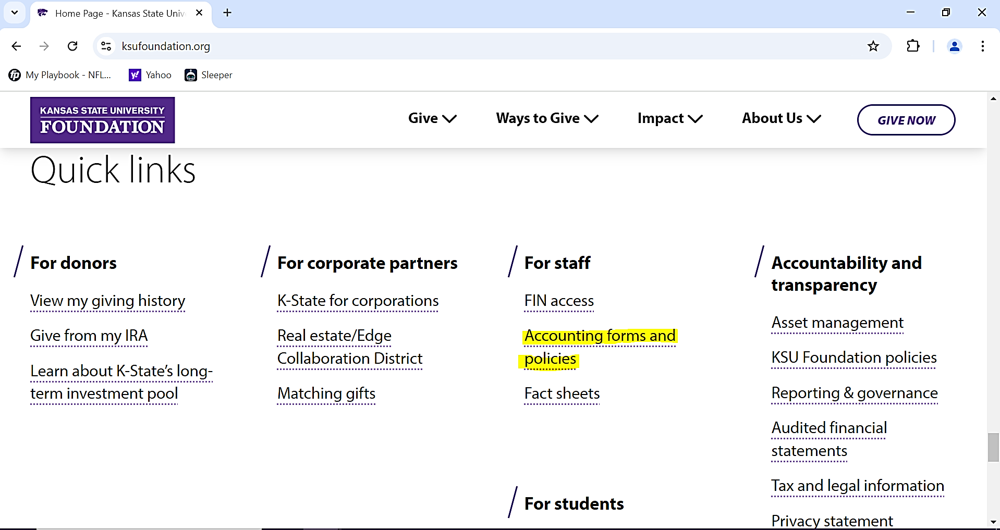 Home Page - Kansas State Univ
ksufoundation.org
My Playbook - NFL...
Yahoo
Sleeper
KANSAS STATE UNIVERSITY
FOUNDATION
Give
Ways to Give
Impact
About Us
GIVE NOW
Quick links
For donors
View my giving history
Give from my IRA
Learn about K-State's long-
term investment pool
For corporate partners
K-State for corporations
Real estate/Edge
Collaboration District
Matching gifts
For staff
FIN access
Accounting forms and
policies
Fact sheets
For students
Accountability and
transparency
Asset management
KSU Foundation policies
Reporting & governance
Audited financial
statements
Tax and legal information
Privacy statement